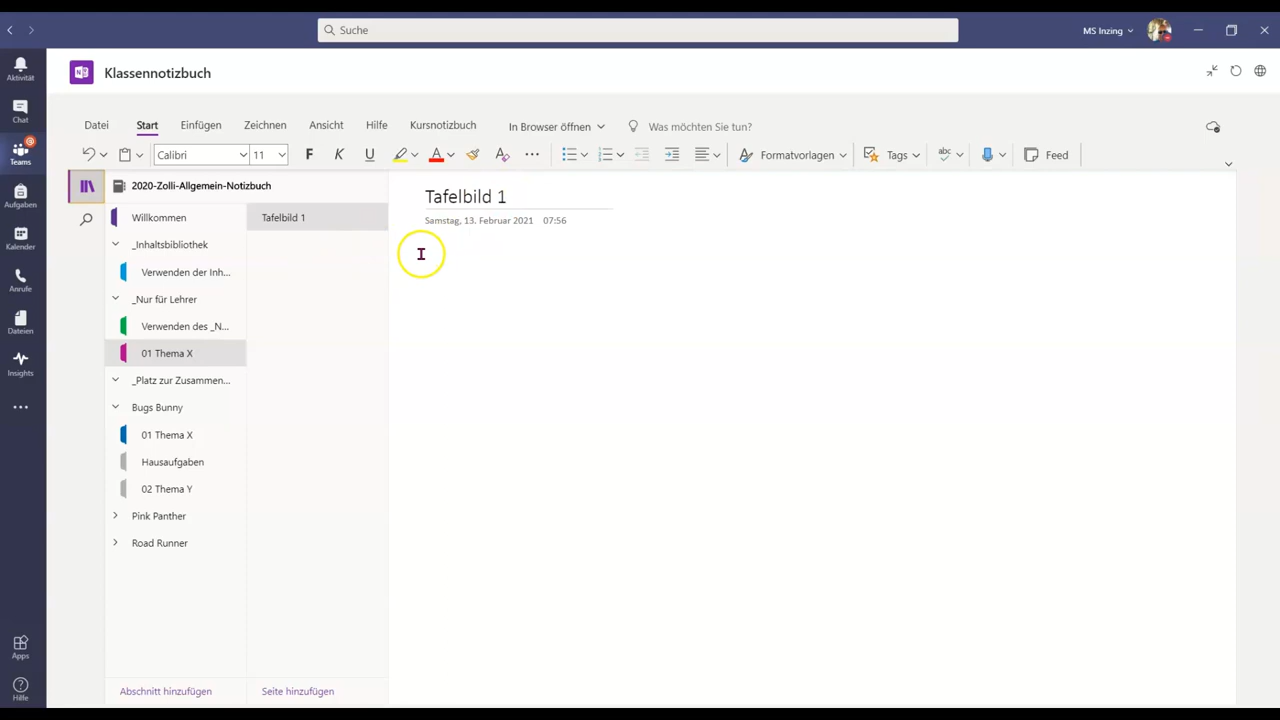 Suche
MS Inzing
Klassennotizbuch
Aktivität
Chat
Teams
Aufgaben
Kalender
Anrufe
Dateien
Insights
Apps
Hilfe
Datei Start Einfügen Zeichnen Ansicht Hilfe Kursnotizbuch In Browser öffnen Was möchten Sie tun?
Calibri 11 F K U A abc Formatvorlagen Tags Feed
2020-Zolli-Allgemein-Notizbuch
Willkommen
_Inhaltsbibliothek
Verwenden der Inh...
_Nur für Lehrer
Verwenden des _N...
01 Thema X
_Platz zur Zusammen...
Bugs Bunny
01 Thema X
Hausaufgaben
02 Thema Y
Pink Panther
Road Runner
Abschnitt hinzufügen
Tafelbild 1
Seite hinzufügen
Tafelbild 1
Samstag, 13. Februar 2021 07:56